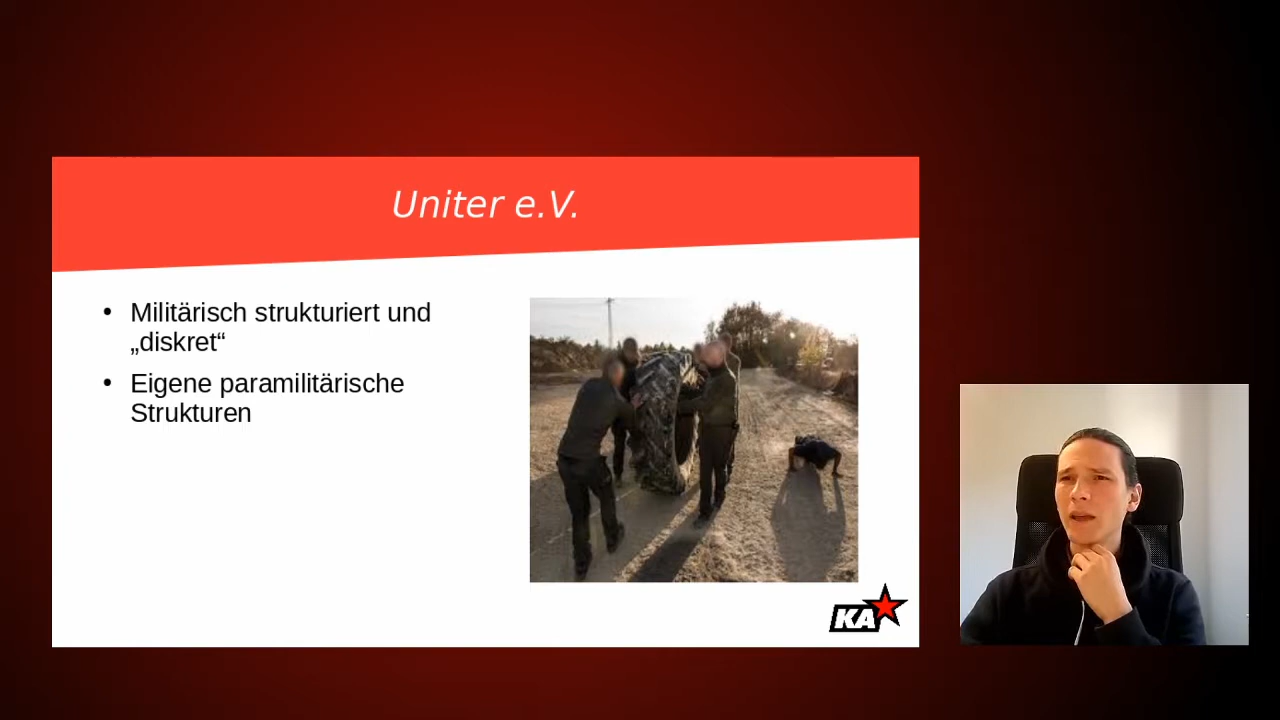 Uniter e.V.
• Militärisch strukturiert und
„diskret“
• Eigene paramilitärische
Strukturen
KA